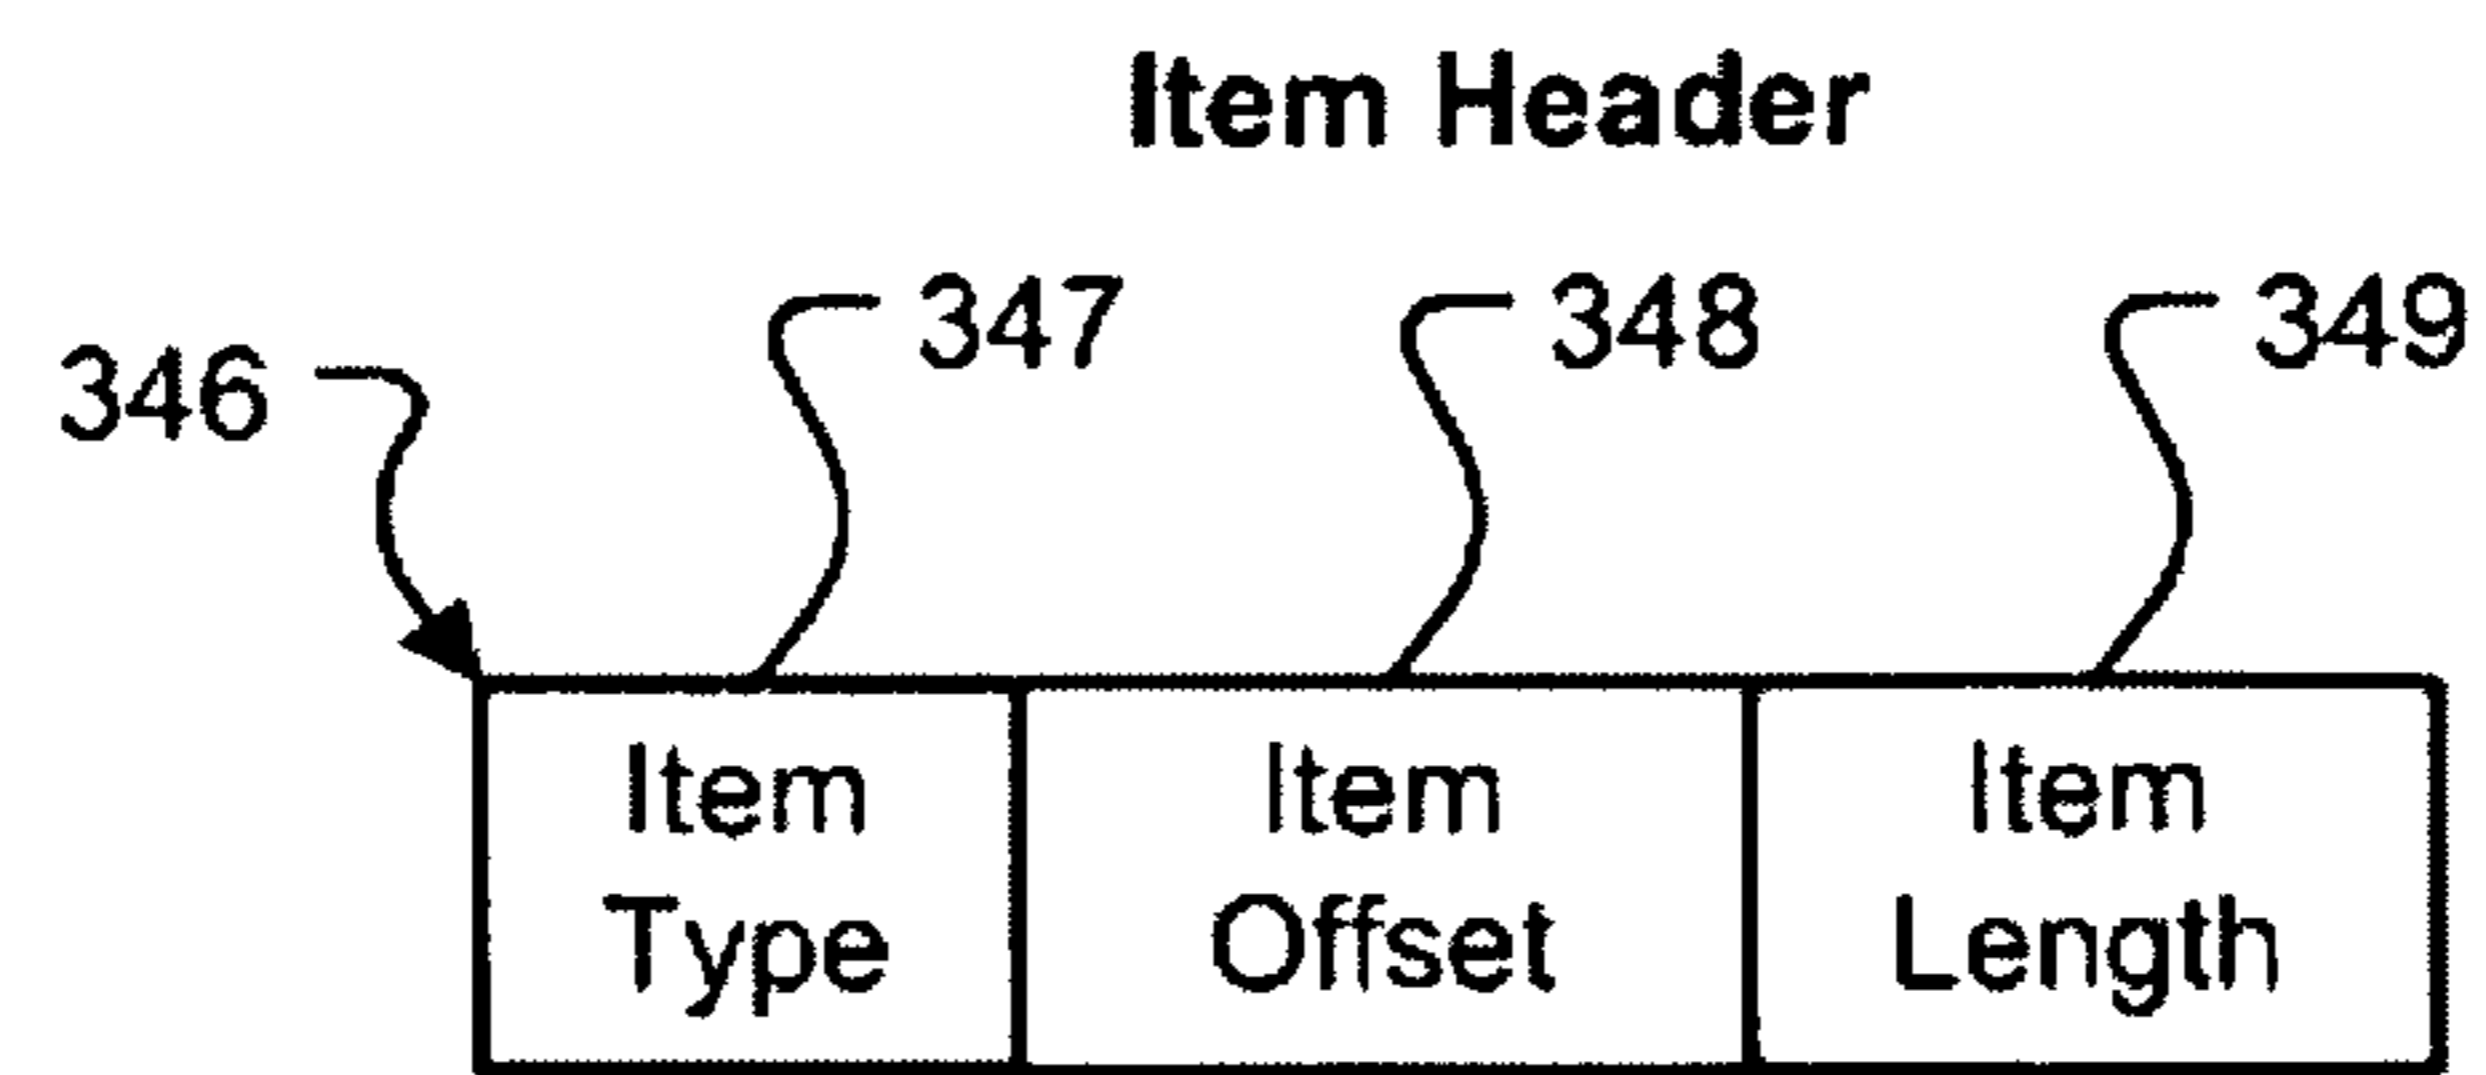 Item Header
347 348 349
346
Item Item Item
Type Offset Length